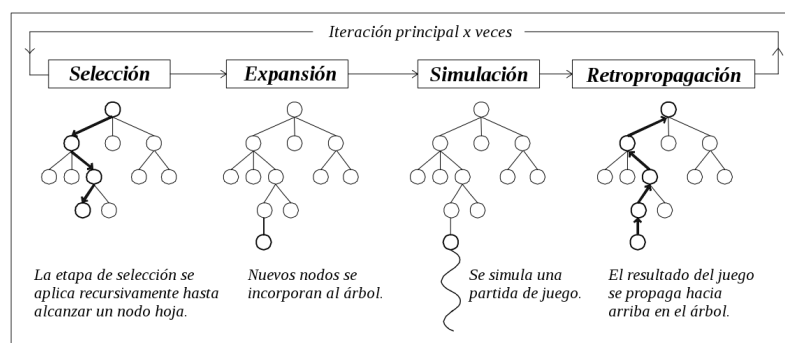 Iteración principal x veces
Selección
Expansión
Simulación
Retropropagación
La etapa de selección se
aplica recursivamente hasta
alcanzar un nodo hoja.
Nuevos nodos se
incorporan al árbol.
Se simula una
partida de juego.
El resultado del juego
se propaga hacia
arriba en el árbol.